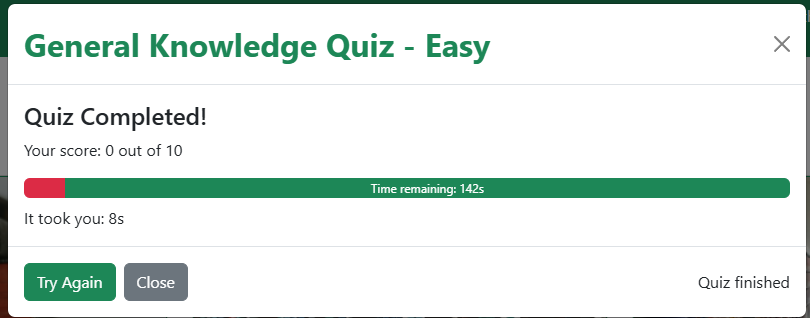 General Knowledge Quiz - Easy
Quiz Completed!
Your score: 0 out of 10
Time remaining: 142s
It took you: 8s
Try Again
Close
Quiz finished